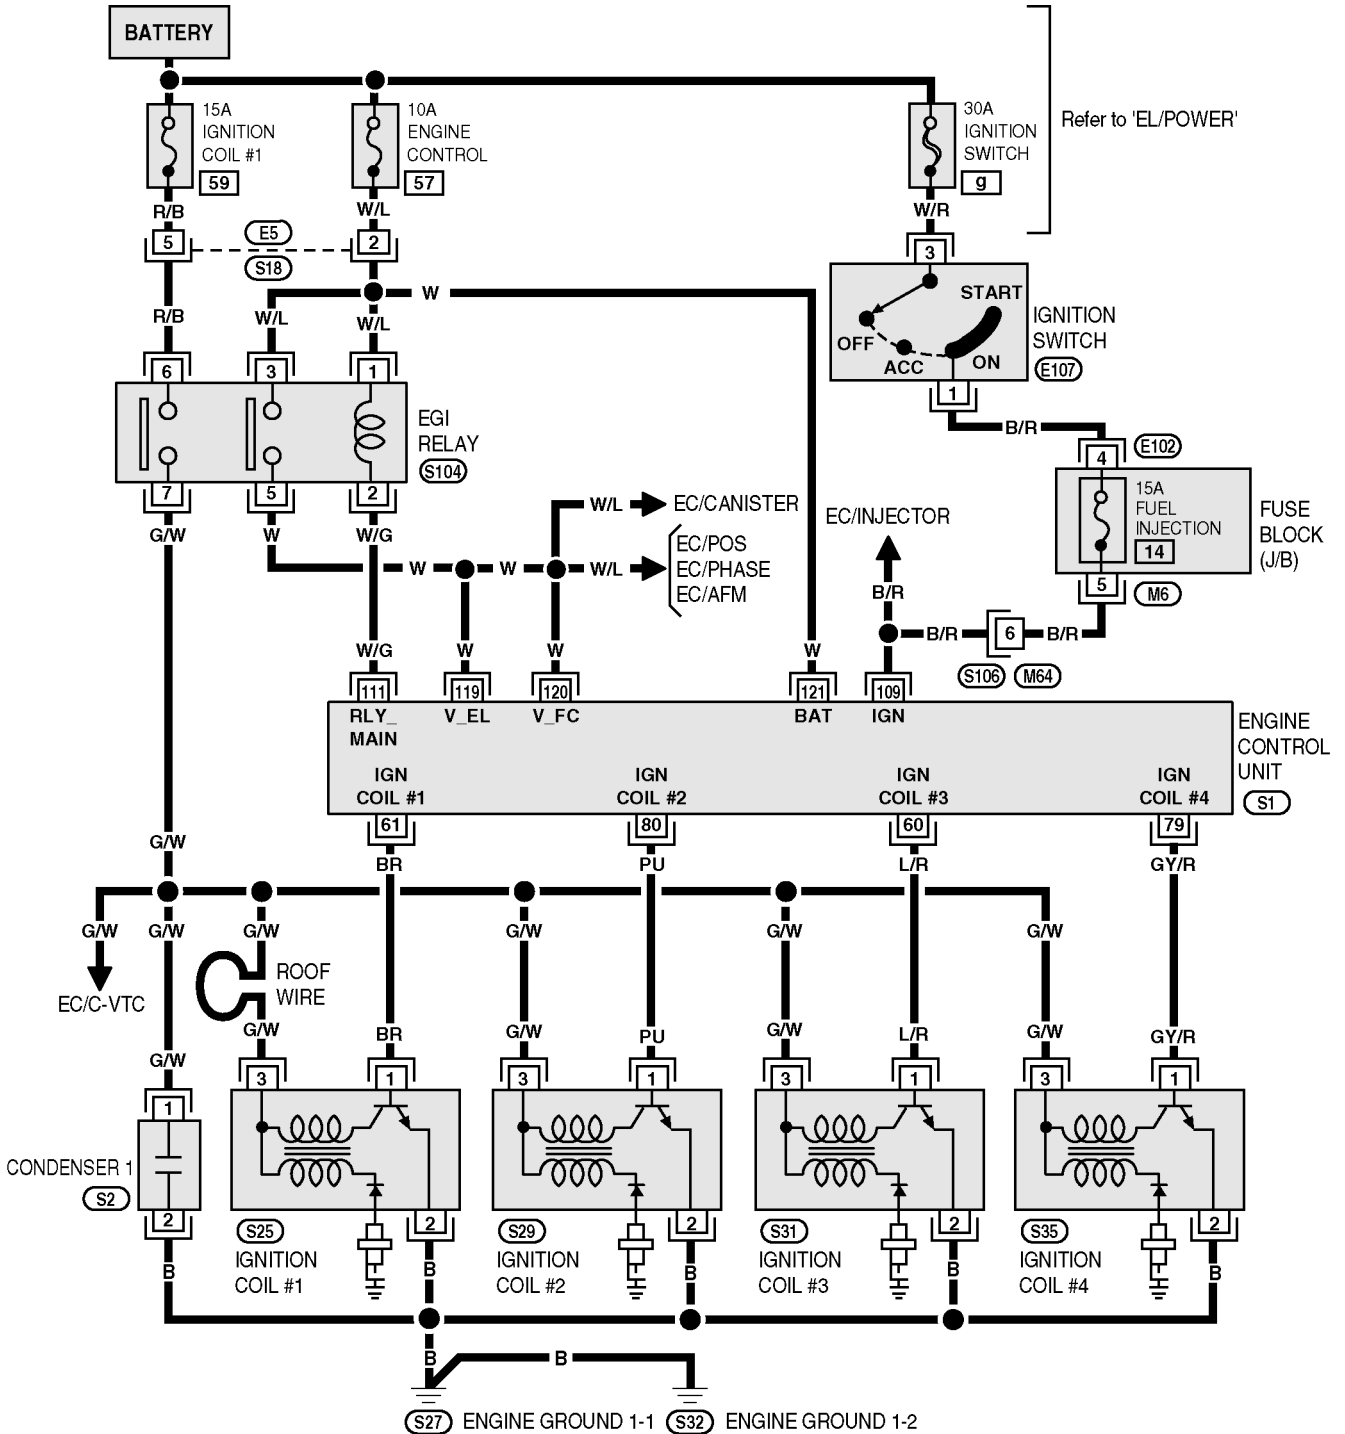 BATTERY
15A
IGNITION
COIL #1
59
10A
ENGINE
CONTROL
57
30A
IGNITION
SWITCH
g
Refer to 'EL/POWER'
R/B
W/L
W/R
5
E5
S18
2
3
R/B
W/L
W/L
W
START
OFF
ACC
ON
IGNITION
SWITCH
E107
1
6
3
1
EGI
RELAY
S104
7
5
2
B/R
E102
4
15A
FUEL
INJECTION
14
FUSE
BLOCK
(J/B)
5
M6
G/W
W
W/G
W/L
EC/CANISTER
W
W
W/L
EC/POS
EC/PHASE
EC/AFM
EC/INJECTOR
B/R
B/R
6
B/R
S106
M64
W/G
W
W
W
111
119
120
121
109
RLY_
MAIN
V_EL
V_FC
BAT
IGN
ENGINE
CONTROL
UNIT
S1
IGN
COIL #1
IGN
COIL #2
IGN
COIL #3
IGN
COIL #4
61
80
60
79
G/W
BR
PU
L/R
GY/R
G/W
G/W
G/W
G/W
G/W
G/W
EC/C-VTC
ROOF
WIRE
G/W
G/W
BR
G/W
PU
G/W
L/R
G/W
GY/R
3
1
3
1
3
1
3
1
1
CONDENSER 1
S2
2
2
2
2
2
S25
IGNITION
COIL #1
S29
IGNITION
COIL #2
S31
IGNITION
COIL #3
S35
IGNITION
COIL #4
B
B
B
B
B
B
B
S27
ENGINE GROUND 1-1
S32
ENGINE GROUND 1-2